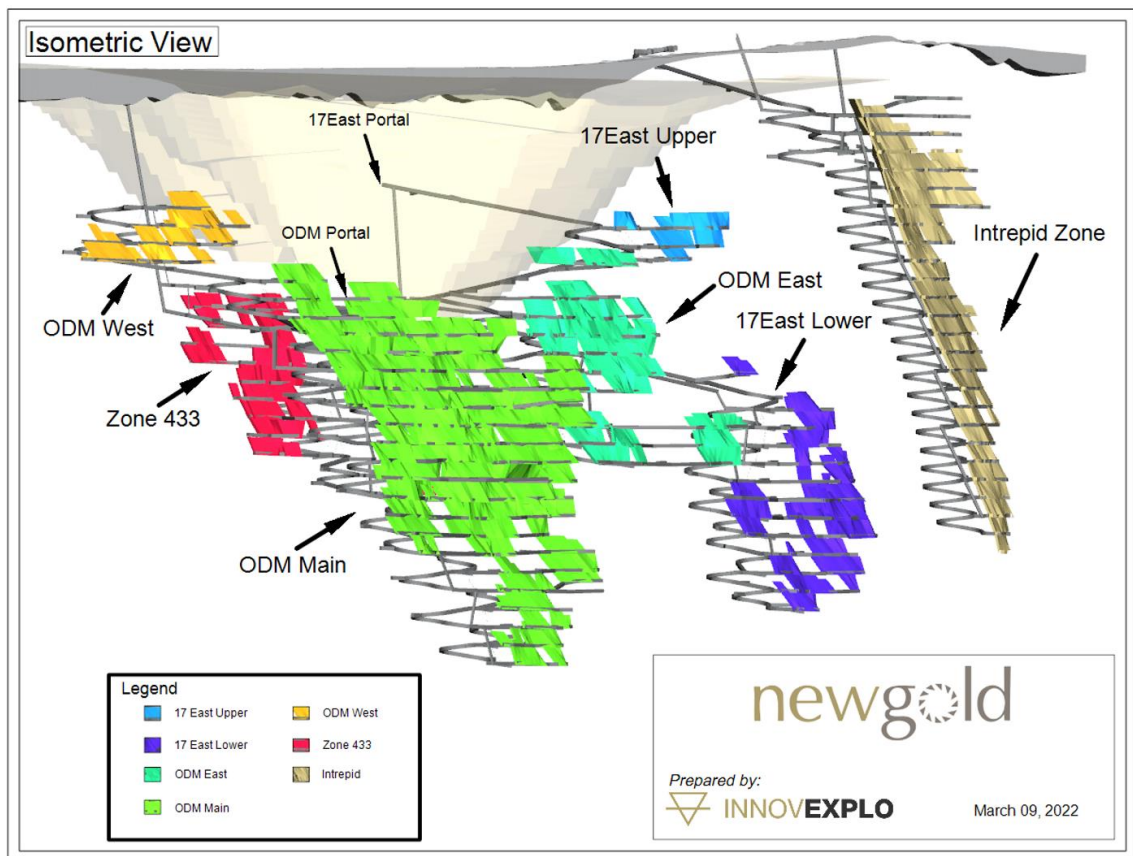 Isometric View
17East Portal
17East Upper
ODM Portal
Intrepid Zone
ODM East
ODM West
17East Lower
Zone 433
ODM Main
Legend
17 East Upper
ODM West
17 East Lower
Zone 433
ODM East
Intrepid
ODM Main
newgold
Prepared by:
INNOVEXPLO
March 09, 2022